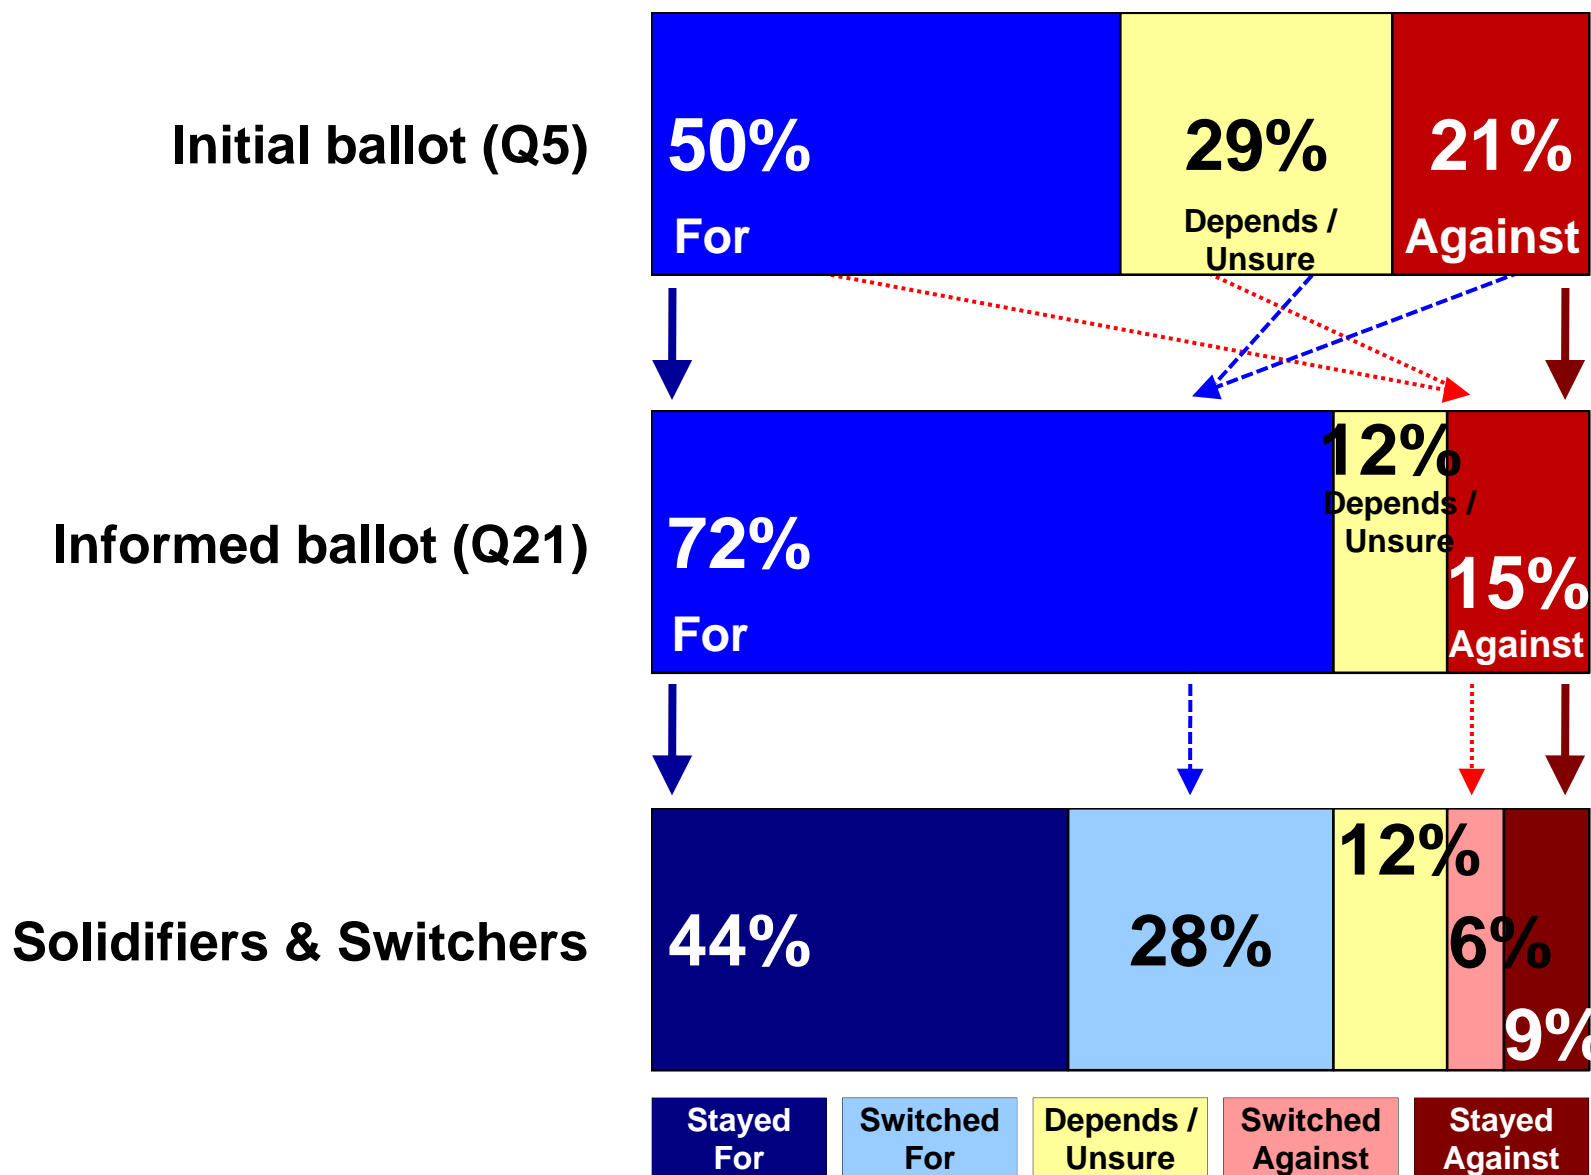 Initial ballot (Q5)
50%
29%
21%
For
Depends /
Unsure
Against
Informed ballot (Q21)
72%
12%
Depends /
Unsure
15%
For
Against
Solidifiers & Switchers
44%
28%
12%
6%
9%
Stayed
For
Switched
For
Depends /
Unsure
Switched
Against
Stayed
Against